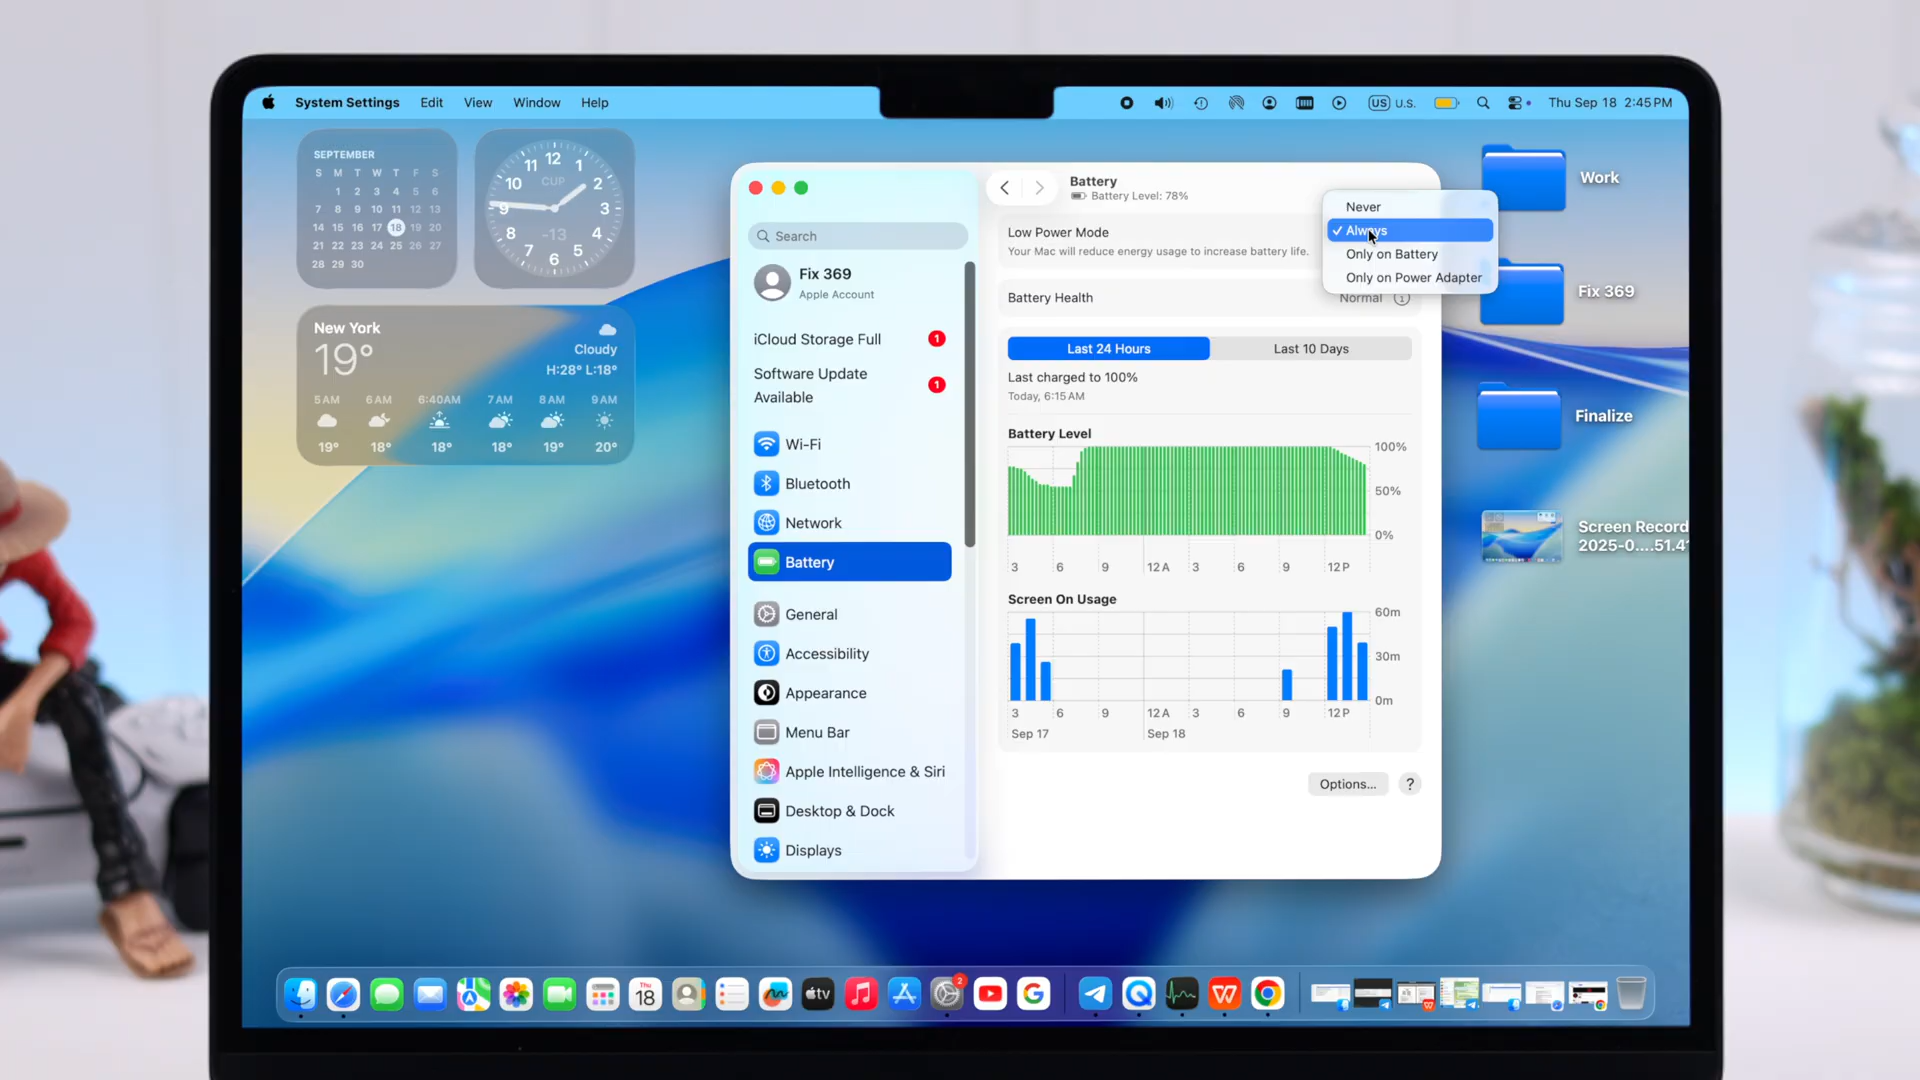 System Settings Edit View Window Help
US U.S. Thu Sep 18 2:45 PM
SEPTEMBER
S M T W T F S
1 2 3 4 5 6
7 8 9 10 11 12 13
14 15 16 17 18 19 20
21 22 23 24 25 26 27
28 29 30
12 1 2 3 4 5 6 7 8 9 10 11
CUP
-13
New York
19°
Cloudy
H:28° L:18°
5 AM 6 AM 6:40AM 7 AM 8 AM 9 AM
19° 18° 18° 18° 19° 20°
Search
Fix 369
Apple Account
iCloud Storage Full 1
Software Update
Available 1
Wi-Fi
Bluetooth
Network
Battery
General
Accessibility
Appearance
Menu Bar
Apple Intelligence & Siri
Desktop & Dock
Displays
Battery
Battery Level: 78%
Low Power Mode
Your Mac will reduce energy usage to increase battery life.
Never
✓ Always
Only on Battery
Only on Power Adapter
Battery Health Normal
Last 24 Hours Last 10 Days
Last charged to 100%
Today, 6:15 AM
Battery Level
100%
50%
0%
3 6 9 12 A 3 6 9 12 P
Screen On Usage
60m
30m
0m
3 6 9 12 A 3 6 9 12 P
Sep 17 Sep 18
Options... ?
Work
Fix 369
Finalize
Screen Record
2025-0....51.4
Thu
18
tv
2